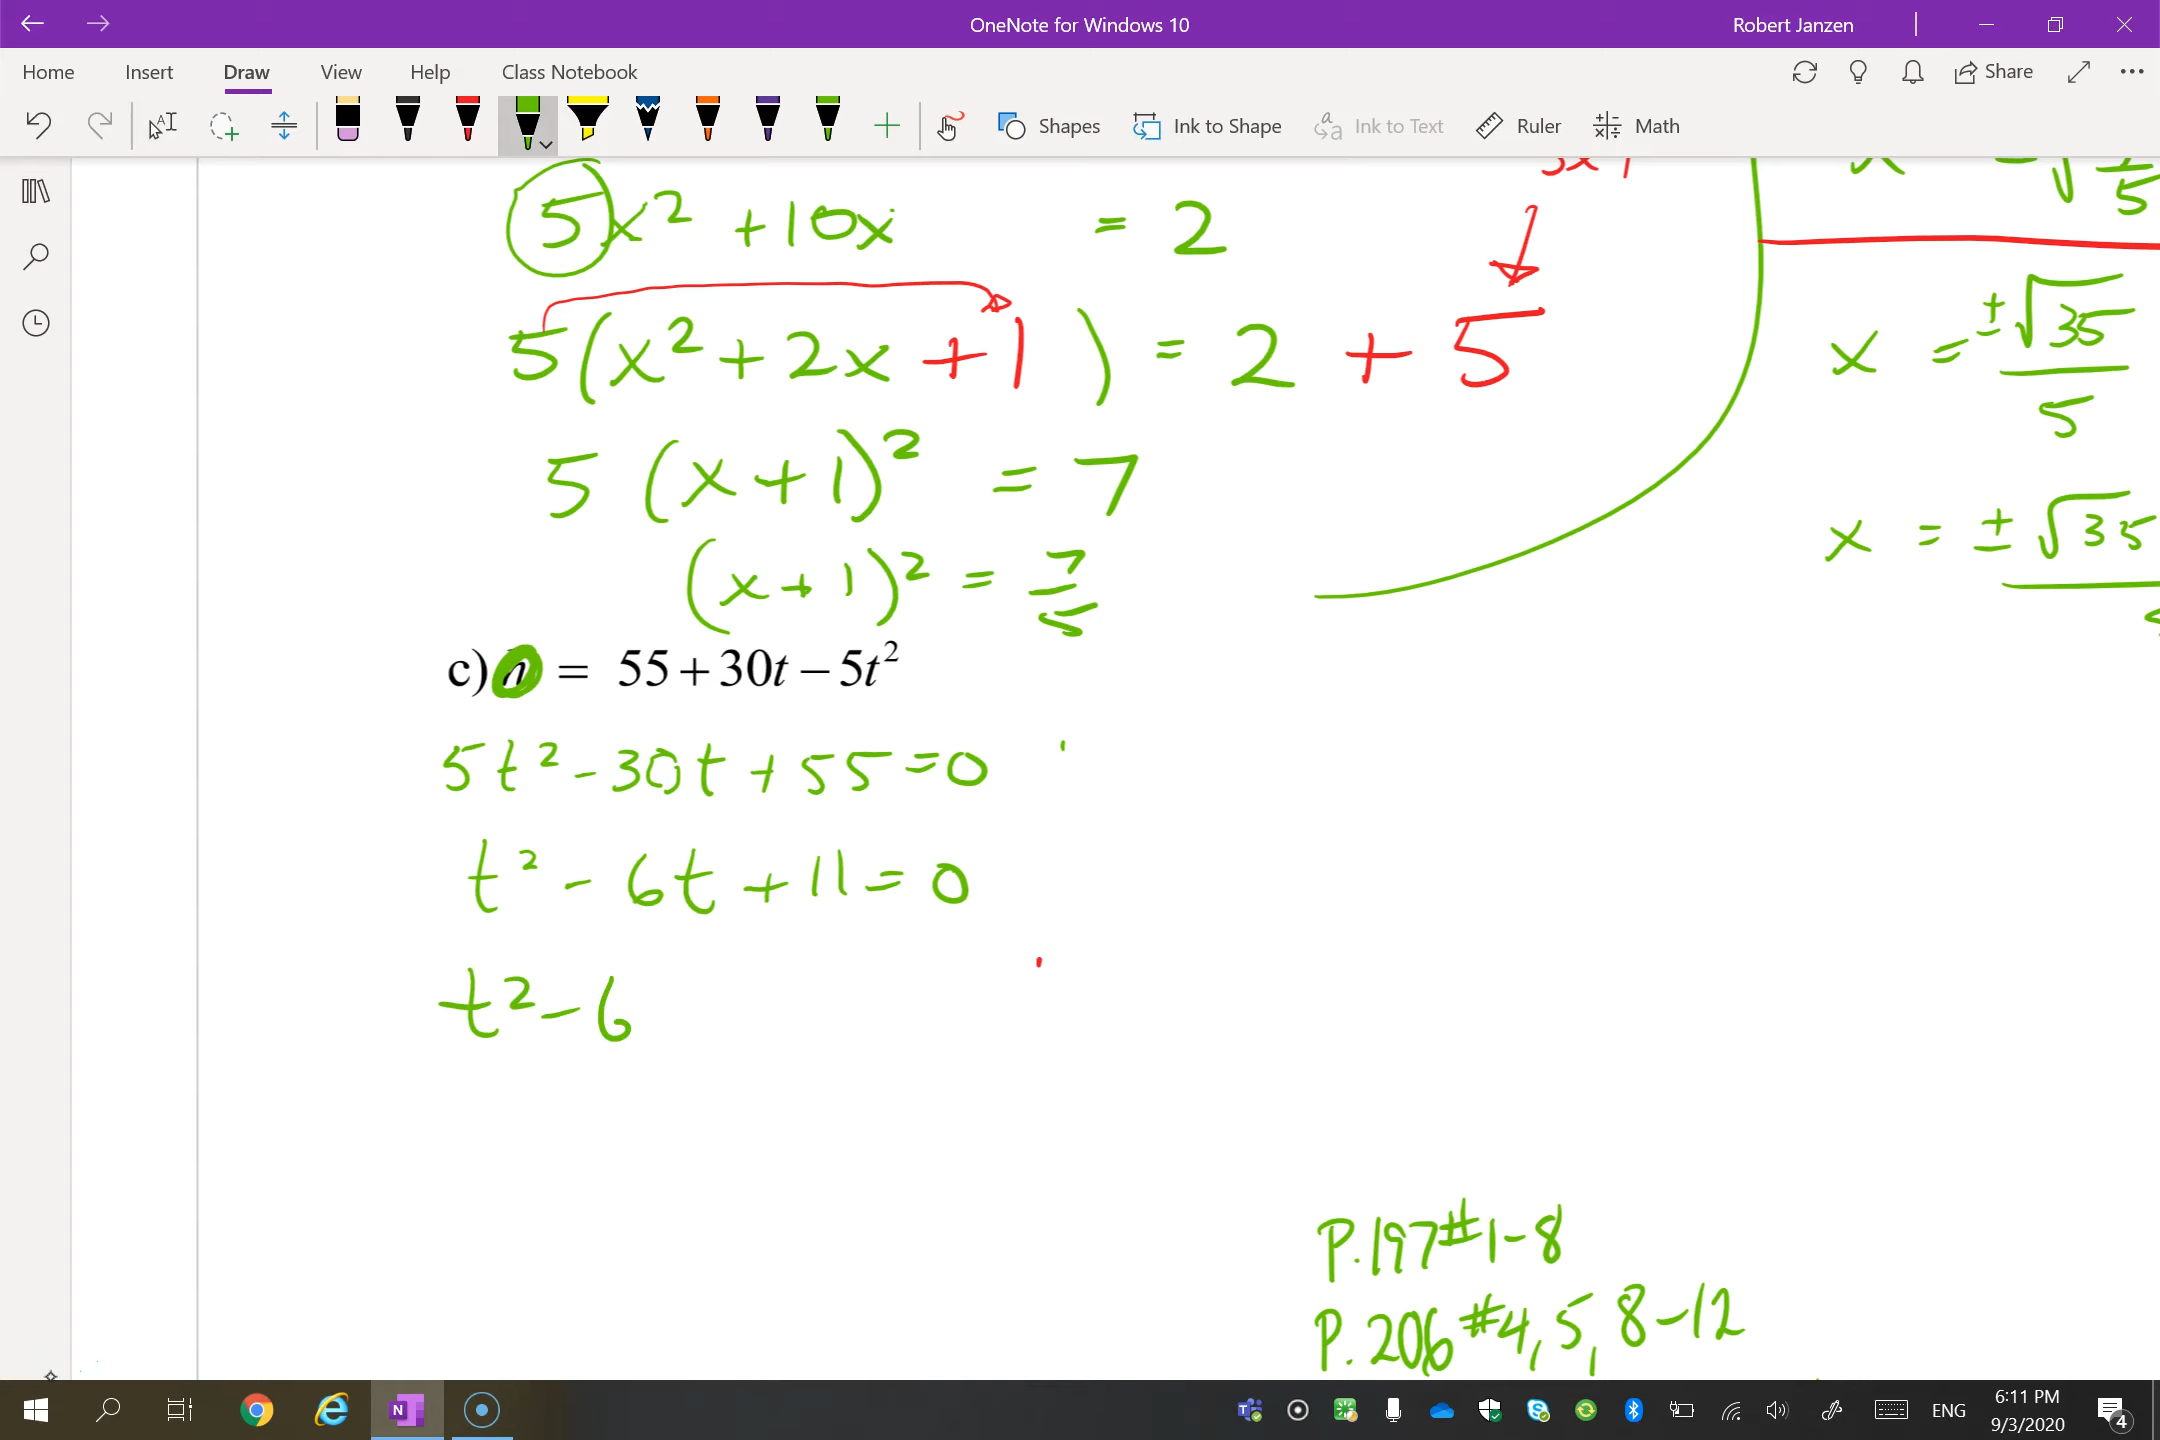 OneNote for Windows 10 Robert Janzen
Home Insert Draw View Help Class Notebook Share
Shapes Ink to Shape Ink to Text Ruler Math
5x² +10x = 2
5(x² + 2x + 1 ) = 2 + 5
5 (x + 1)² = 7
(x + 1)² = 7/5
x = ±√35 / 5
x = ± √35
c) = 55 + 30t − 5t²
5t² - 30t + 55 = 0
t² - 6t + 11 = 0
t² - 6
P.197 #1-8
P. 206 #4, 5, 8-12
6:11 PM
ENG
9/3/2020
4